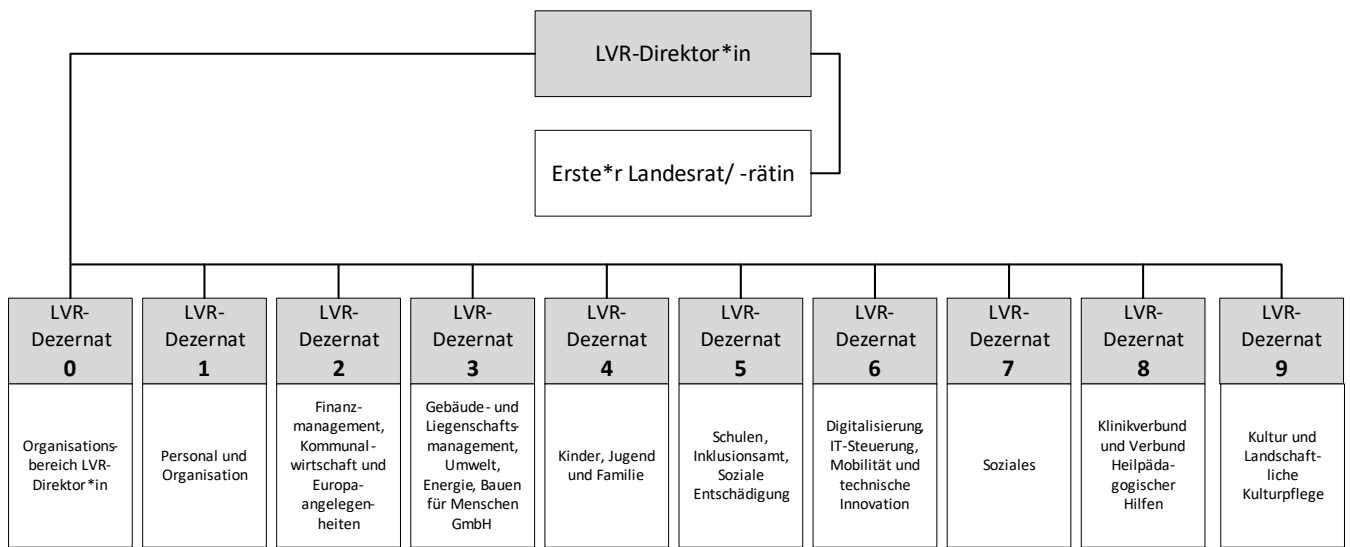 LVR-Direktor*in
Erste*r Landesrat/ -rätin
LVR-
Dezernat
0
Organisations-
bereich LVR-
Direktor*in
LVR-
Dezernat
1
Personal und
Organisation
LVR-
Dezernat
2
Finanz-
management,
Kommunal-
wirtschaft und
Europa-
angelegen-
heiten
LVR-
Dezernat
3
Gebäude- und
Liegenschafts-
management,
Umwelt,
Energie, Bauen
für Menschen
GmbH
LVR-
Dezernat
4
Kinder, Jugend
und Familie
LVR-
Dezernat
5
Schulen,
Inklusionsamt,
Soziale
Entschädigung
LVR-
Dezernat
6
Digitalisierung,
IT-Steuerung,
Mobilität und
technische
Innovation
LVR-
Dezernat
7
Soziales
LVR-
Dezernat
8
Klinikverbund
und Verbund
Heilpäda-
gogischer
Hilfen
LVR-
Dezernat
9
Kultur und
Landschaft-
liche
Kulturpflege